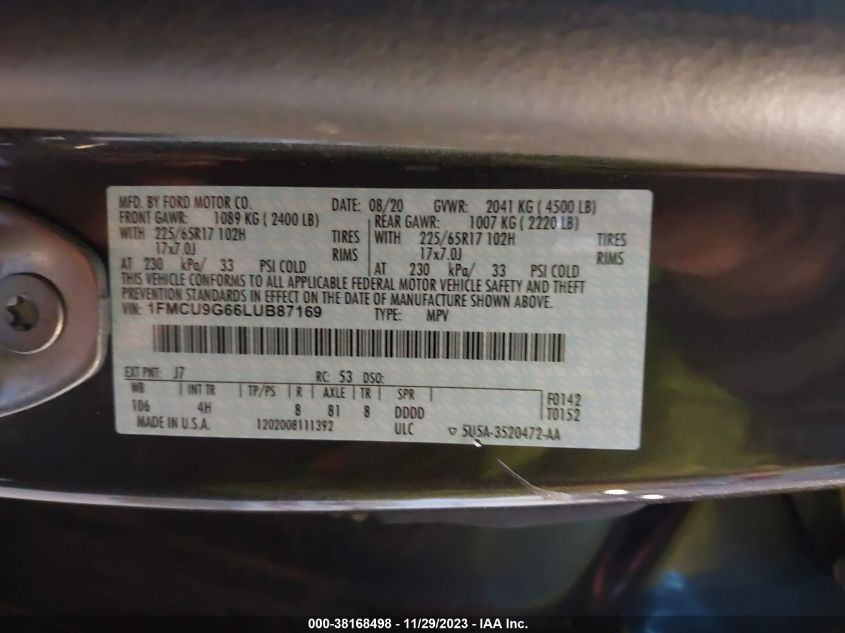 MFD. BY FORD MOTOR CO. DATE: 08/20 GVWR: 2041 KG ( 4500 LB)
FRONT GAWR: 1089 KG ( 2400 LB) REAR GAWR: 1007 KG ( 2220 LB)
WITH 225/65R17 102H TIRES WITH 225/65R17 102H TIRES
17x7.0J RIMS 17x7.0J RIMS
AT 230 kPa/ 33 PSI COLD AT 230 kPa/ 33 PSI COLD
THIS VEHICLE CONFORMS TO ALL APPLICABLE FEDERAL MOTOR VEHICLE SAFETY AND THEFT
PREVENTION STANDARDS IN EFFECT ON THE DATE OF MANUFACTURE SHOWN ABOVE.
VIN: 1FMCU9G66LUB87169 TYPE: MPV
EXT PNT: J7 RC: 53 DSO:
WB INT TR TP/PS R AXLE TR SPR F0142
106 4H 8 81 8 DDDD T0152
MADE IN U.S.A. 1202008111392 ULC ▽ 5U5A-3520472-AA
000-38168498 - 11/29/2023 - IAA Inc.